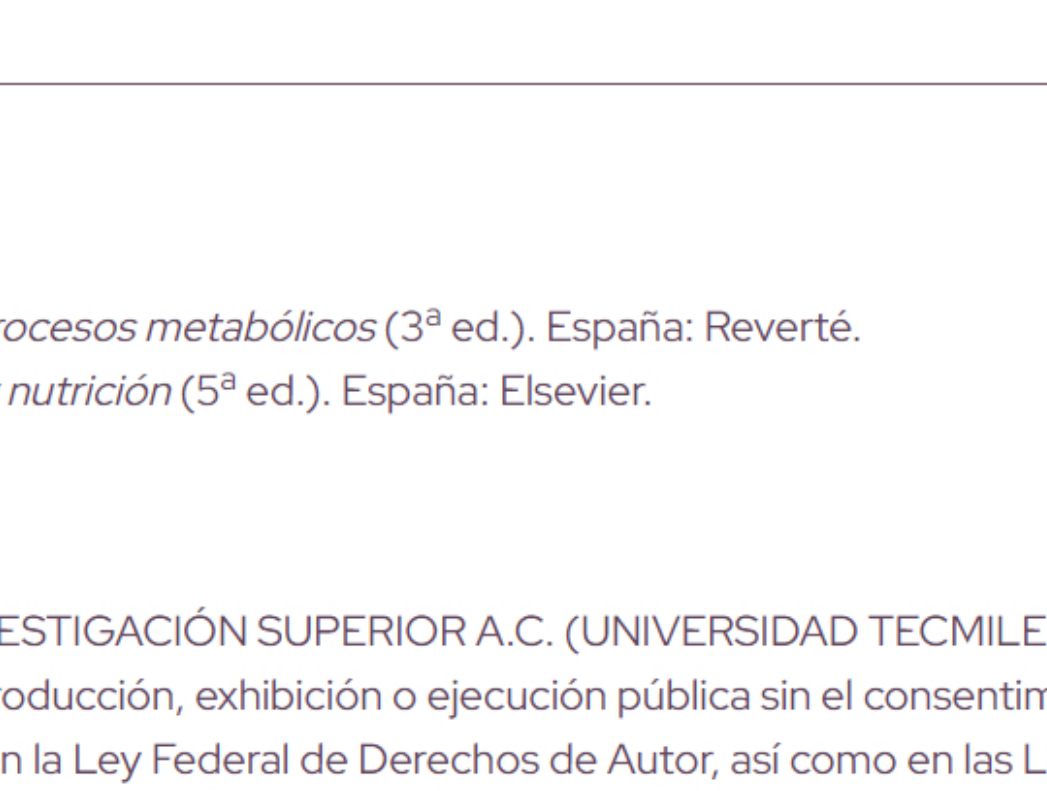 rocesos metabólicos (3ª ed.). España: Reverté.
nutrición (5ª ed.). España: Elsevier.
ESTIGACIÓN SUPERIOR A.C. (UNIVERSIDAD TECMILE
roducción, exhibición o ejecución pública sin el consentim
n la Ley Federal de Derechos de Autor, así como en las L